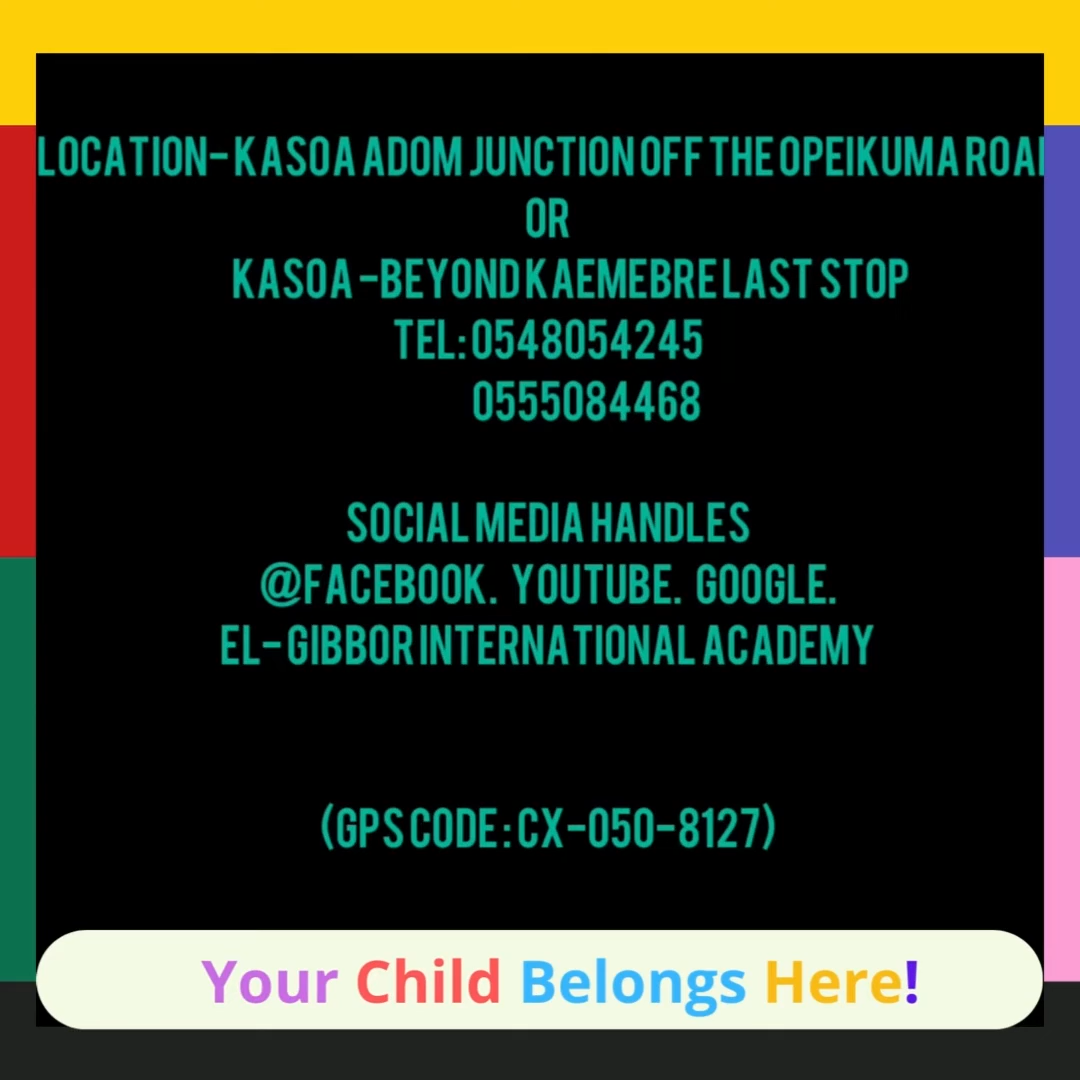 LOCATION- KASOA ADOM JUNCTION OFF THE OPEIKUMA
OR
KASOA -BEYOND KAEMEBRE LAST STOP
TEL: 0548054245
0555084468
SOCIAL MEDIA HANDLES
@FACEBOOK. YOUTUBE. GOOGLE.
EL- GIBBOR INTERNATIONAL ACADEMY
(GPS CODE : CX-050-8127)
Your Child Belongs Here!